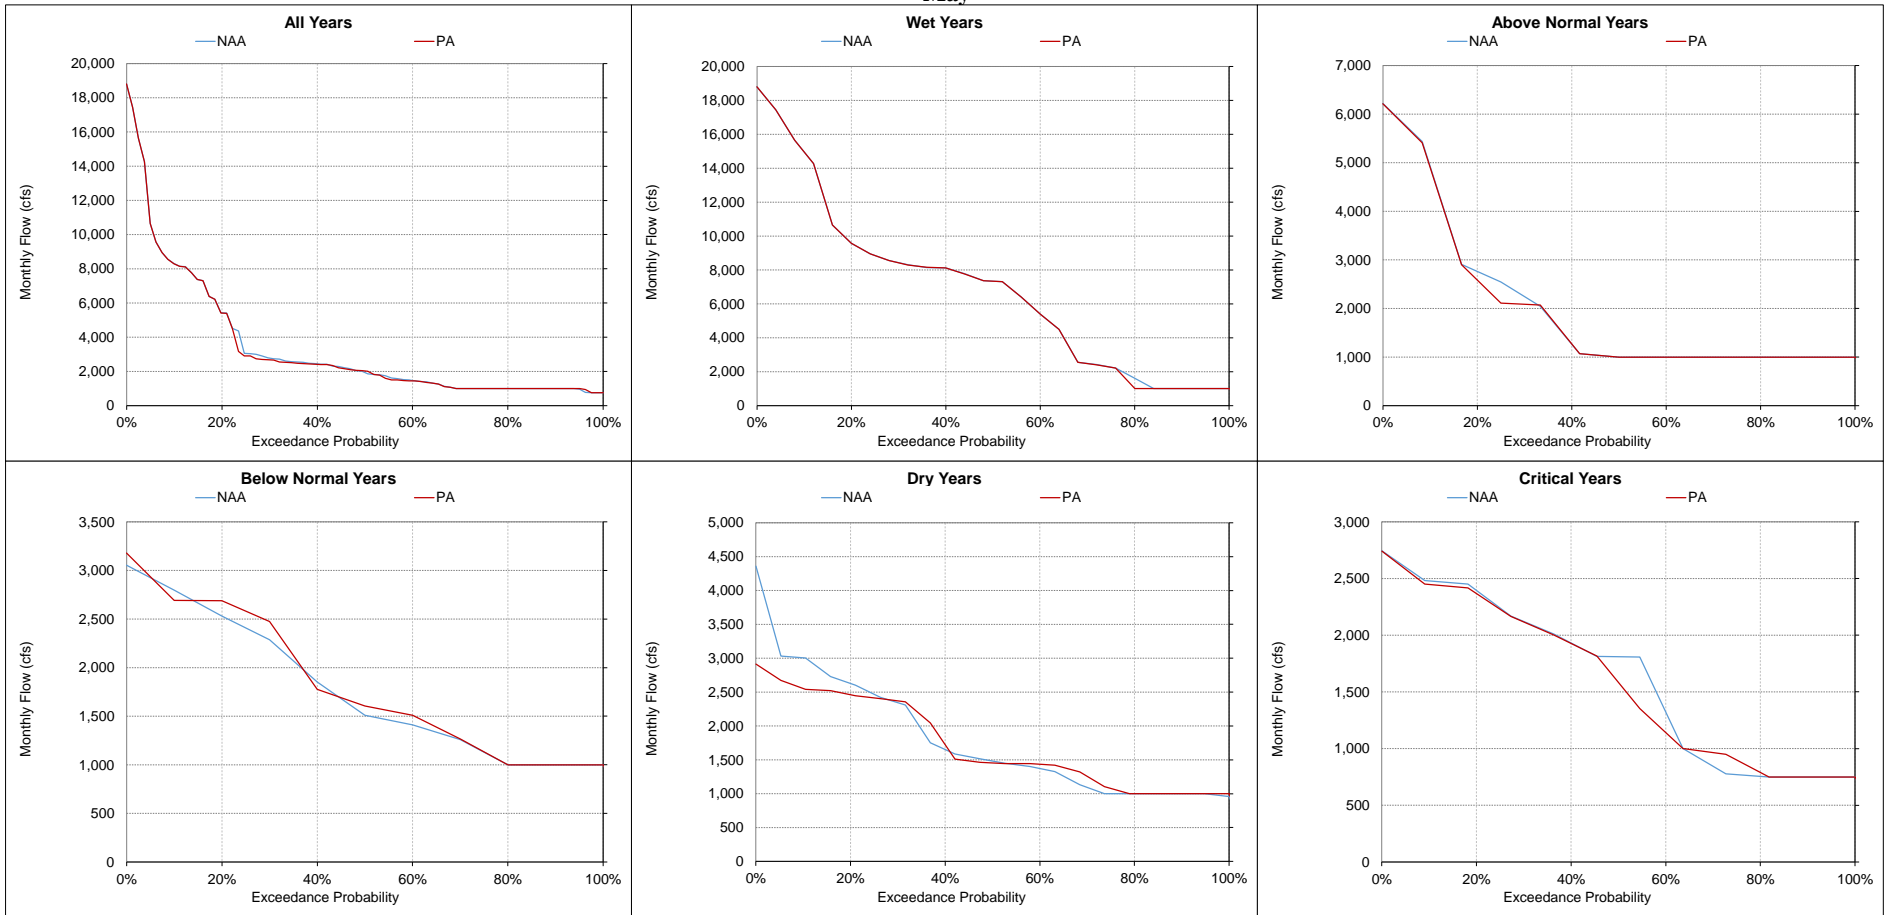 May
All Years
NAA PA
20,000
18,000
16,000
14,000
12,000
10,000
8,000
6,000
4,000
2,000
0
Monthly Flow (cfs)
0% 20% 40% 60% 80% 100%
Exceedance Probability
Wet Years
NAA PA
20,000
18,000
16,000
14,000
12,000
10,000
8,000
6,000
4,000
2,000
0
Monthly Flow (cfs)
0% 20% 40% 60% 80% 100%
Exceedance Probability
Above Normal Years
NAA PA
7,000
6,000
5,000
4,000
3,000
2,000
1,000
0
Monthly Flow (cfs)
0% 20% 40% 60% 80% 100%
Exceedance Probability
Below Normal Years
NAA PA
3,500
3,000
2,500
2,000
1,500
1,000
500
0
Monthly Flow (cfs)
0% 20% 40% 60% 80% 100%
Exceedance Probability
Dry Years
NAA PA
5,000
4,500
4,000
3,500
3,000
2,500
2,000
1,500
1,000
500
0
Monthly Flow (cfs)
0% 20% 40% 60% 80% 100%
Exceedance Probability
Critical Years
NAA PA
3,000
2,500
2,000
1,500
1,000
500
0
Monthly Flow (cfs)
0% 20% 40% 60% 80% 100%
Exceedance Probability